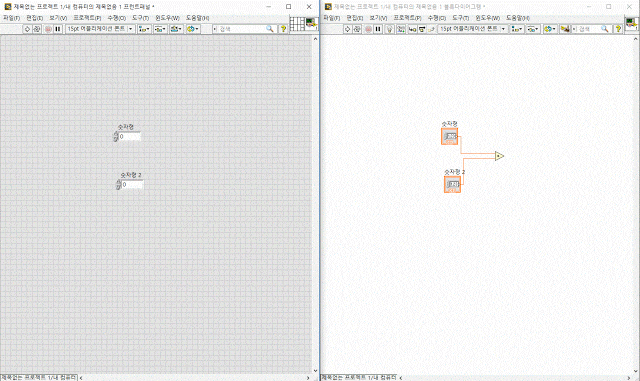 제목없는 프로젝트 1/내 컴퓨터의 제목없음 1 프런트패널 *
파일(F) 편집(E) 보기(V) 프로젝트(P) 수행(O) 도구(T) 윈도우(W) 도움말(H)
15pt 어플리케이션 폰트
검색
숫자형
0
숫자형 2
0
제목없는 프로젝트 1/내 컴퓨터
제목없는 프로젝트 1/내 컴퓨터의 제목없음 1 블록다이어그램 *
파일(F) 편집(E) 보기(V) 프로젝트(P) 수행(O) 도구(T) 윈도우(W) 도움말(H)
15pt 어플리케이션 폰트
검색
숫자형
숫자형 2
제목없는 프로젝트 1/내 컴퓨터